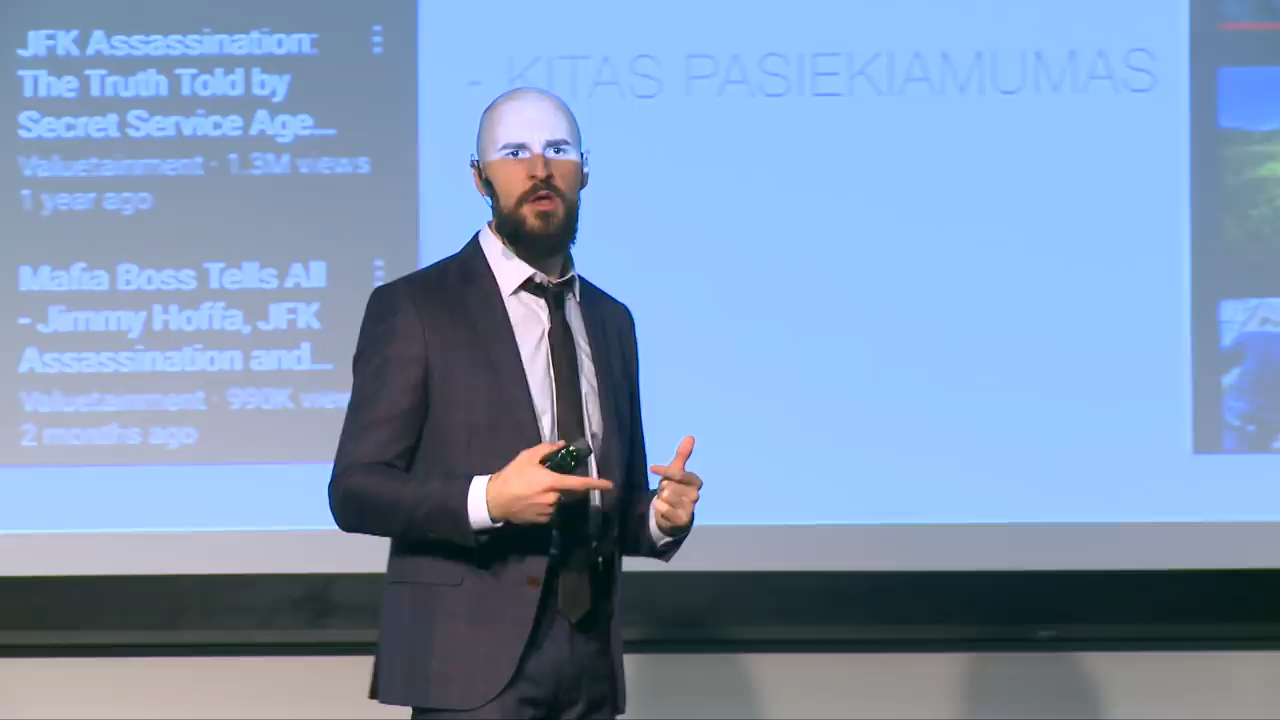 JFK Assassination:
The Truth Told by
Secret Service Age...
Valuetainment · 1.3M views
1 year ago
Mafia Boss Tells All
- Jimmy Hoffa, JFK
Assassination and...
Valuetainment · 990K
2 months ago
- KITAS PASIEKIAMUMAS